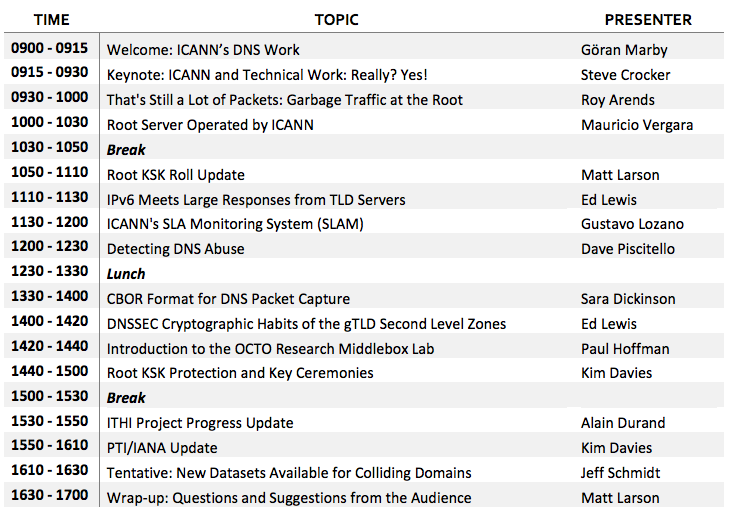 TIME TOPIC PRESENTER
0900 - 0915 Welcome: ICANN’s DNS Work Göran Marby
0915 - 0930 Keynote: ICANN and Technical Work: Really? Yes! Steve Crocker
0930 - 1000 That's Still a Lot of Packets: Garbage Traffic at the Root Roy Arends
1000 - 1030 Root Server Operated by ICANN Mauricio Vergara
1030 - 1050 Break
1050 - 1110 Root KSK Roll Update Matt Larson
1110 - 1130 IPv6 Meets Large Responses from TLD Servers Ed Lewis
1130 - 1200 ICANN's SLA Monitoring System (SLAM) Gustavo Lozano
1200 - 1230 Detecting DNS Abuse Dave Piscitello
1230 - 1330 Lunch
1330 - 1400 CBOR Format for DNS Packet Capture Sara Dickinson
1400 - 1420 DNSSEC Cryptographic Habits of the gTLD Second Level Zones Ed Lewis
1420 - 1440 Introduction to the OCTO Research Middlebox Lab Paul Hoffman
1440 - 1500 Root KSK Protection and Key Ceremonies Kim Davies
1500 - 1530 Break
1530 - 1550 ITHI Project Progress Update Alain Durand
1550 - 1610 PTI/IANA Update Kim Davies
1610 - 1630 Tentative: New Datasets Available for Colliding Domains Jeff Schmidt
1630 - 1700 Wrap-up: Questions and Suggestions from the Audience Matt Larson